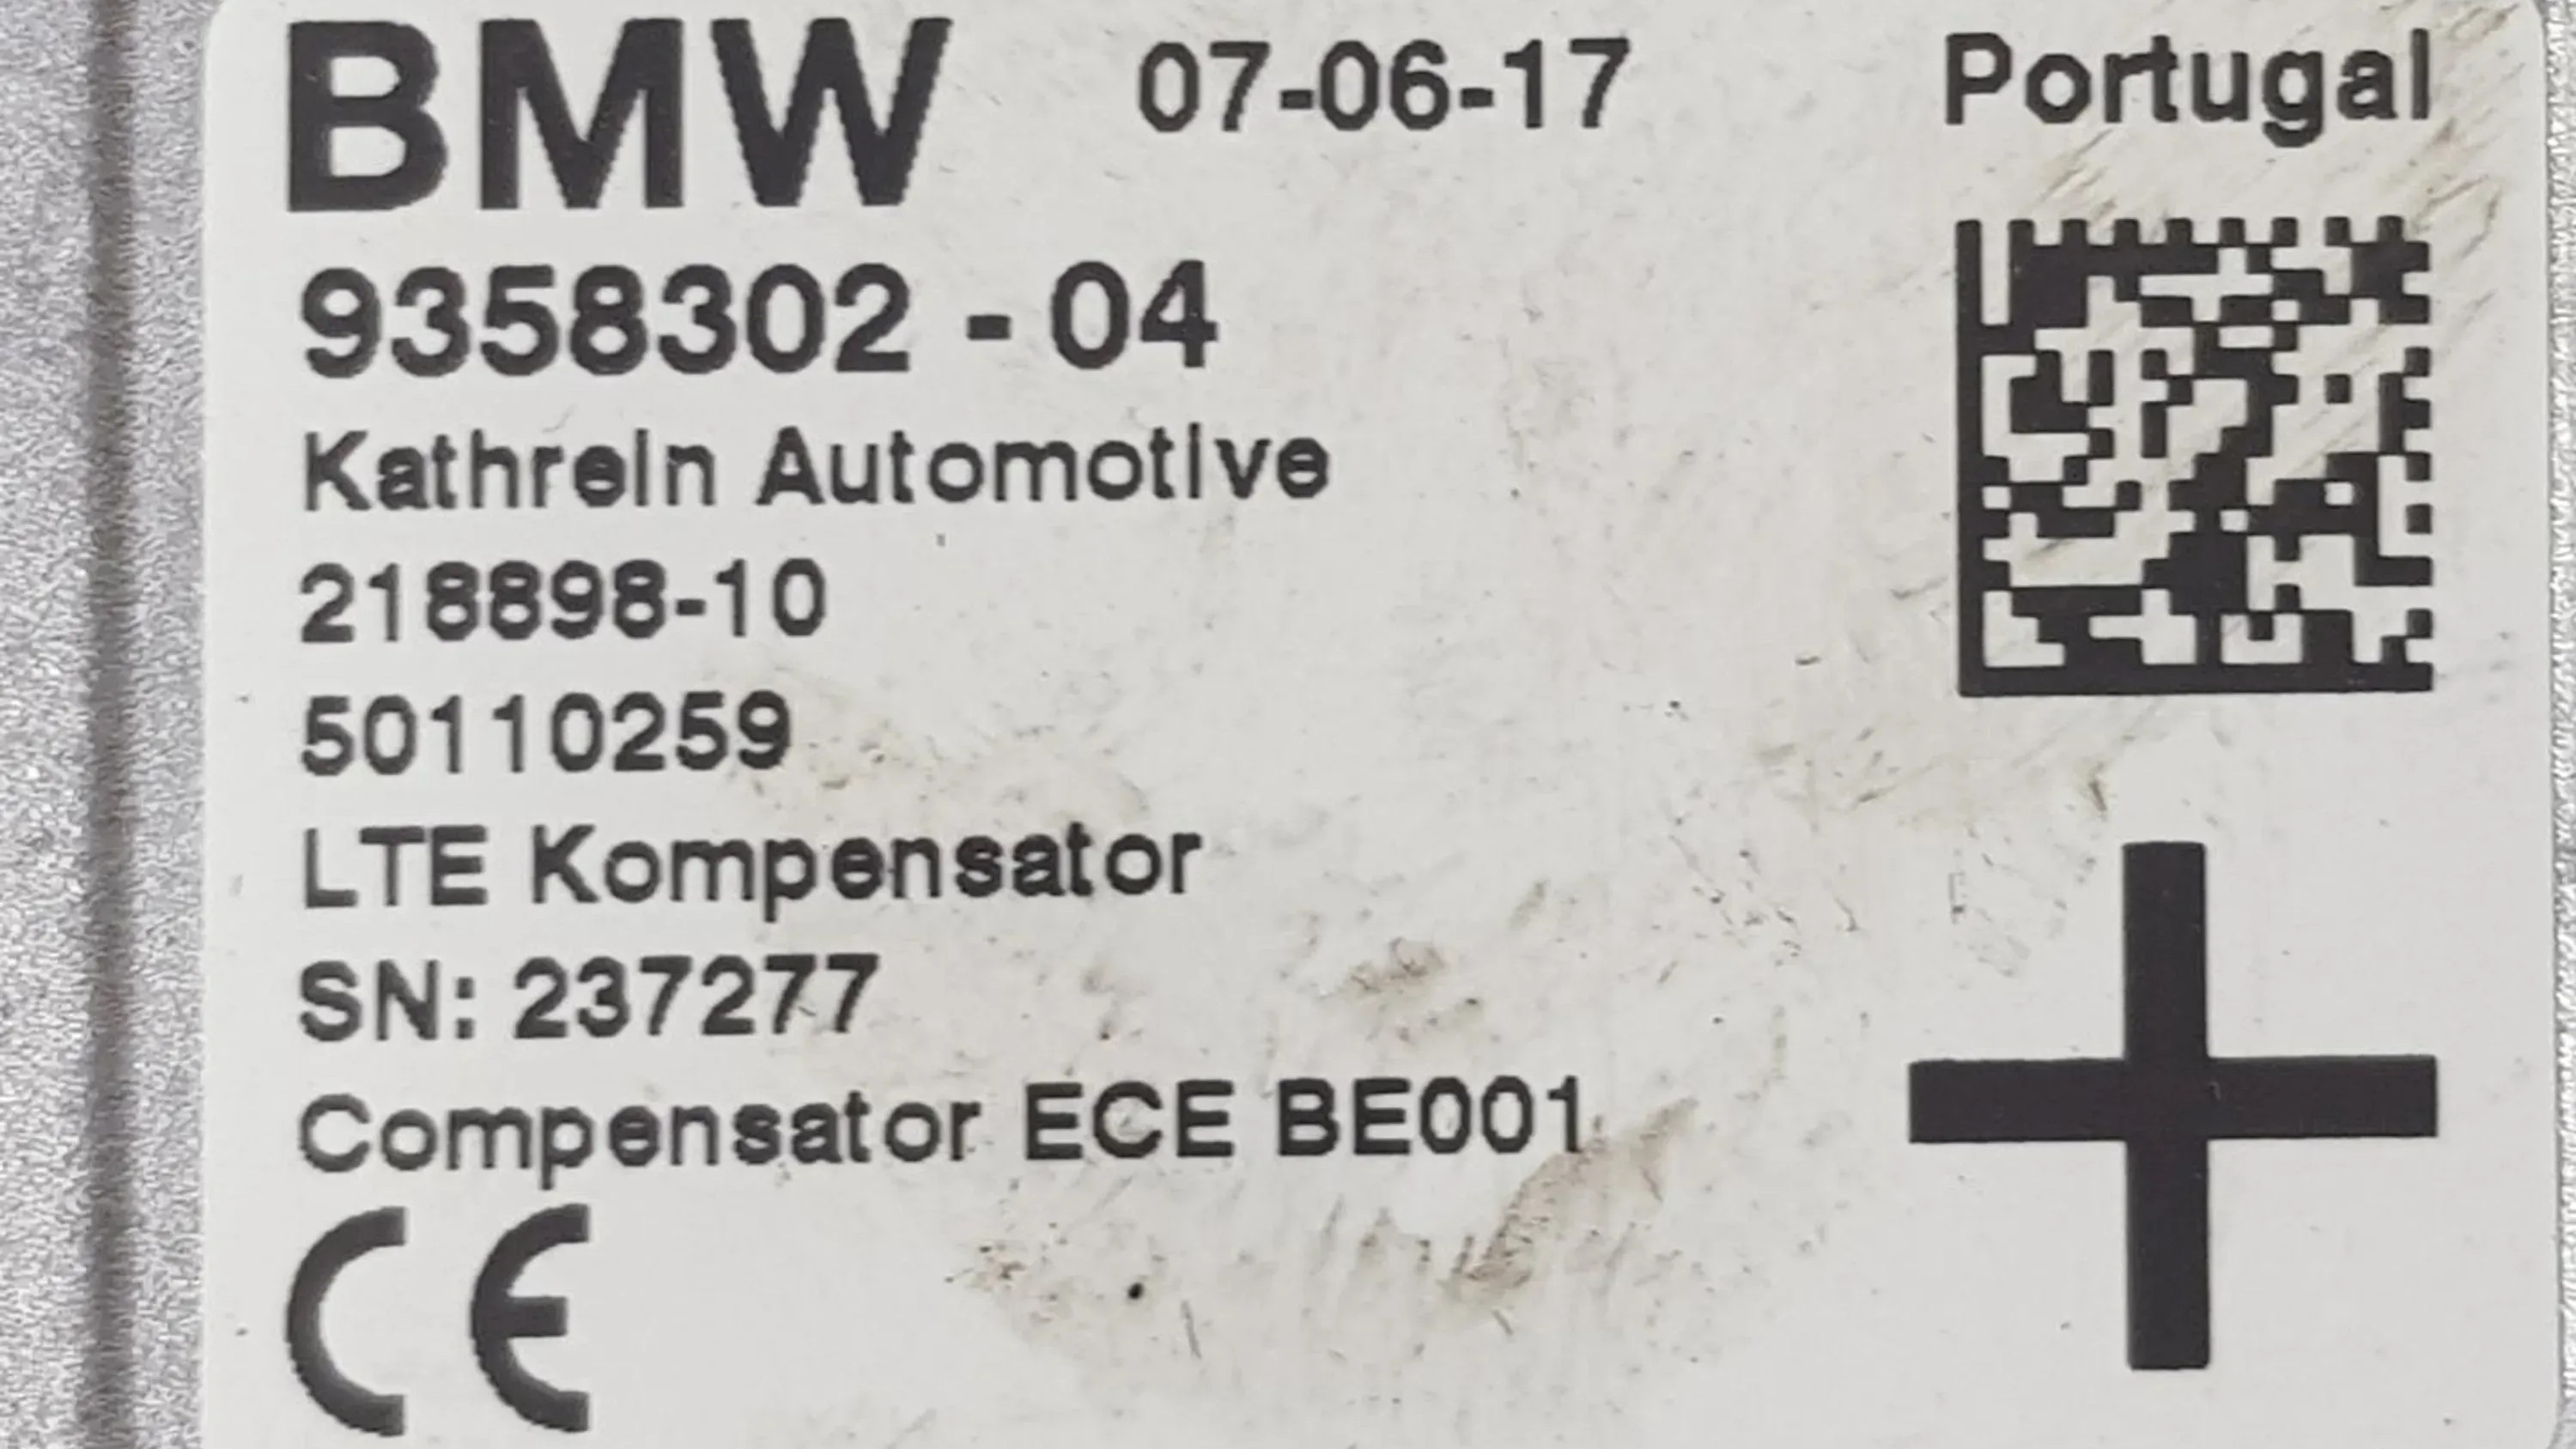 BMW 07-06-17 Portugal
9358302 - 04
Kathrein Automotive
218898-10
50110259
LTE Kompensator
SN: 237277
Compensator ECE BE001
CE